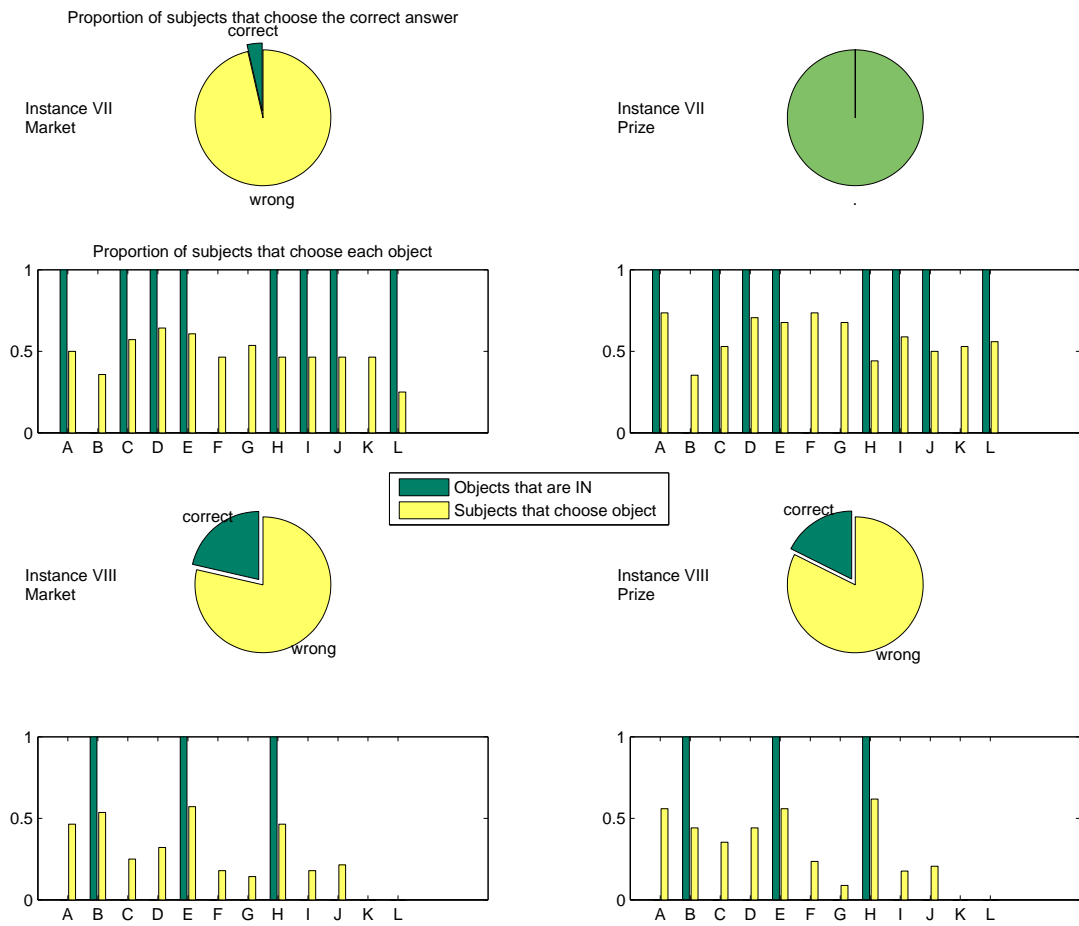 Proportion of subjects that choose the correct answer
correct
Instance VII
Market
wrong
Instance VII
Prize
.
Proportion of subjects that choose each object
1
0.5
0
A B C D E F G H I J K L
1
0.5
0
A B C D E F G H I J K L
Objects that are IN
Subjects that choose object
correct
Instance VIII
Market
wrong
correct
Instance VIII
Prize
wrong
1
0.5
0
A B C D E F G H I J K L
1
0.5
0
A B C D E F G H I J K L